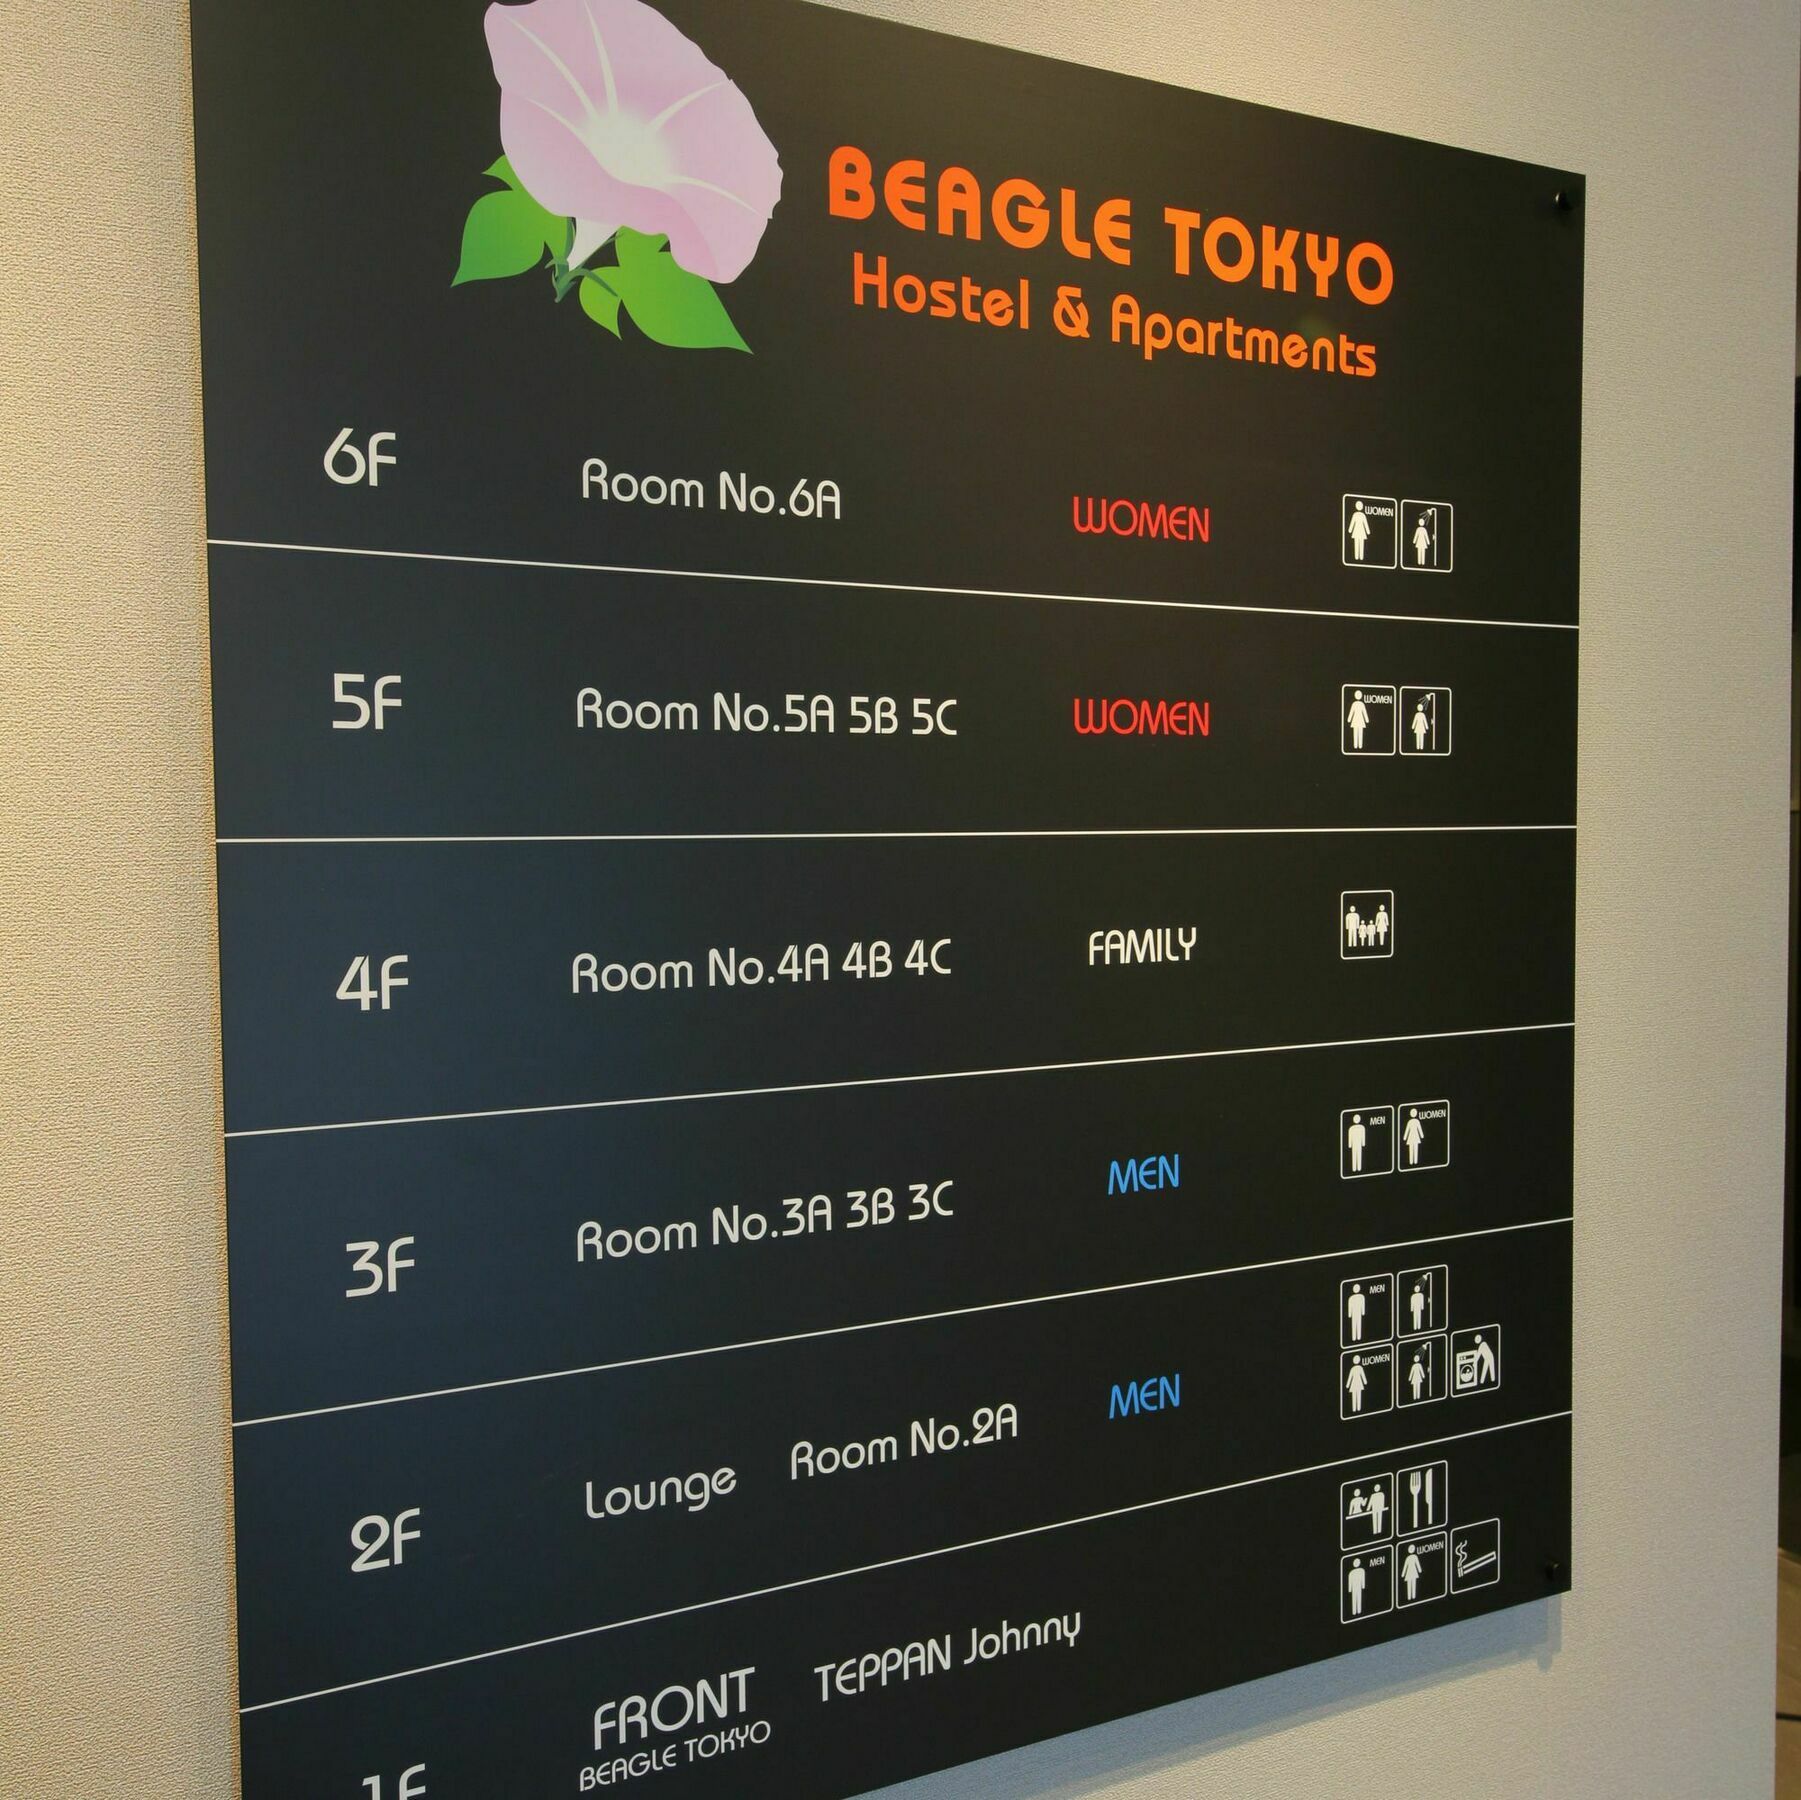 BEAGLE TOKYO
Hostel & Apartments
6F Room No.6A WOMEN WOMEN
5F Room No.5A 5B 5C WOMEN WOMEN
4F Room No.4A 4B 4C FAMILY
3F Room No.3A 3B 3C MEN MEN WOMEN
2F Lounge Room No.2A MEN MEN
WOMEN
1F FRONT TEPPAN Johnny MEN WOMEN
BEAGLE TOKYO